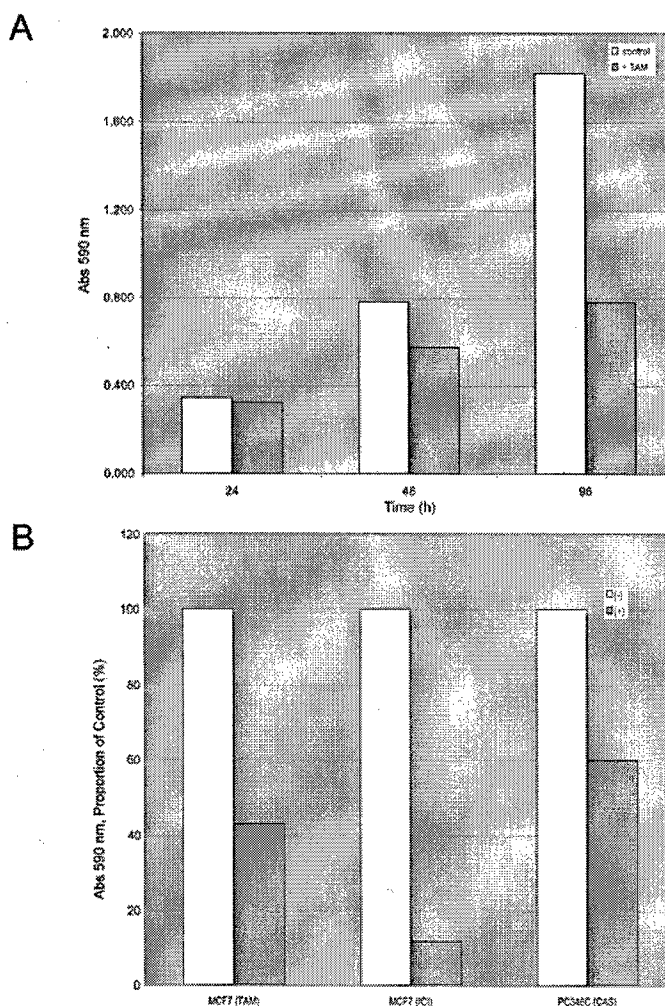 A
2.000
control
+ TAM
1.600
1.200
0.800
0.400
0.000
Abs 590 nm
24
48
96
Time (h)
B
120
(-)
(+)
100
80
60
40
20
0
Abs 590 nm, Proportion of Control (%)
MCF7 (TAM)
MCF7 (ICI)
PC346C (CAS)